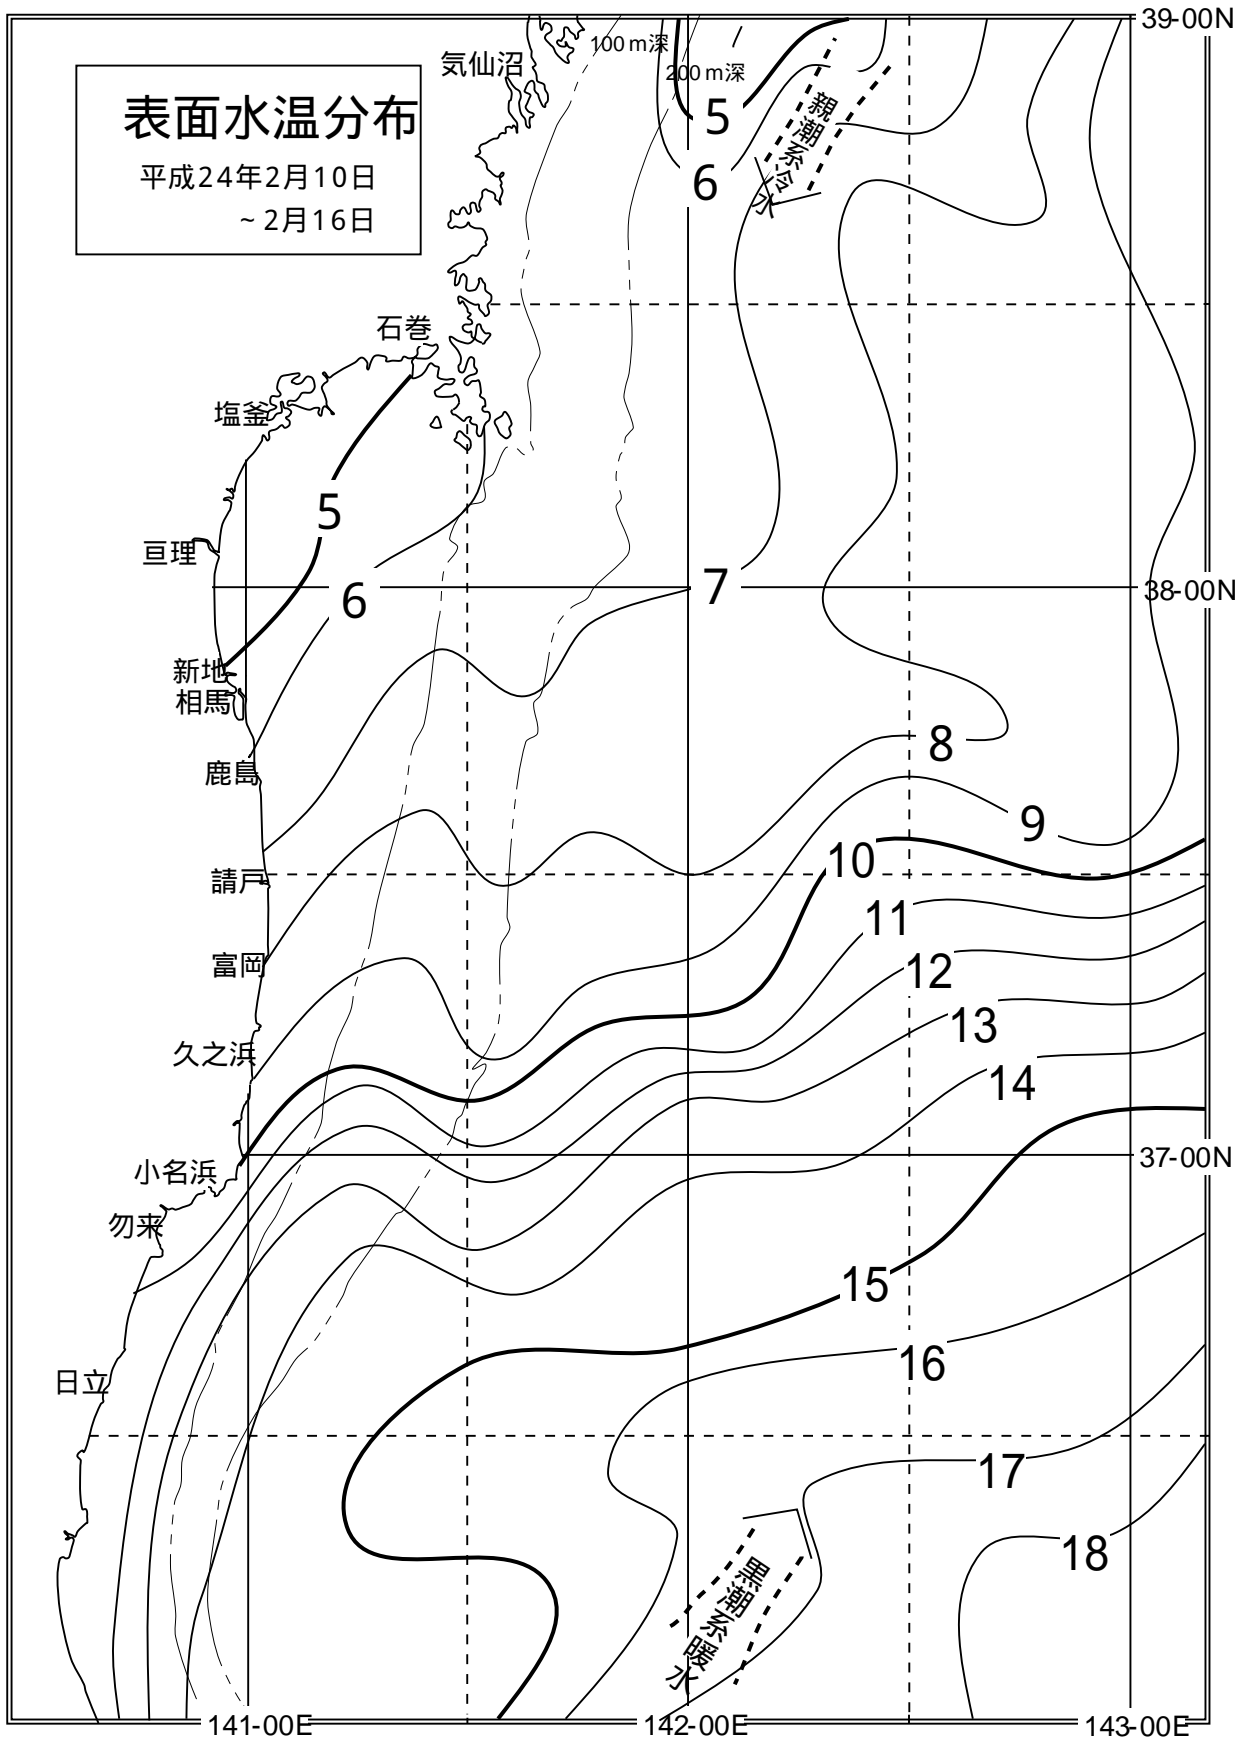 39-00N
100m深
気仙沼
200m深
表面水温分布
平成24年2月10日
~2月16日
5
親潮系冷水
6
石巻
塩釜
5
亘理
6
7
38-00N
新地
相馬
鹿島
8
9
10
請戸
11
富岡
12
13
久之浜
14
小名浜
37-00N
勿来
15
16
日立
17
18
黒潮系暖水
141-00E
142-00E
143-00E